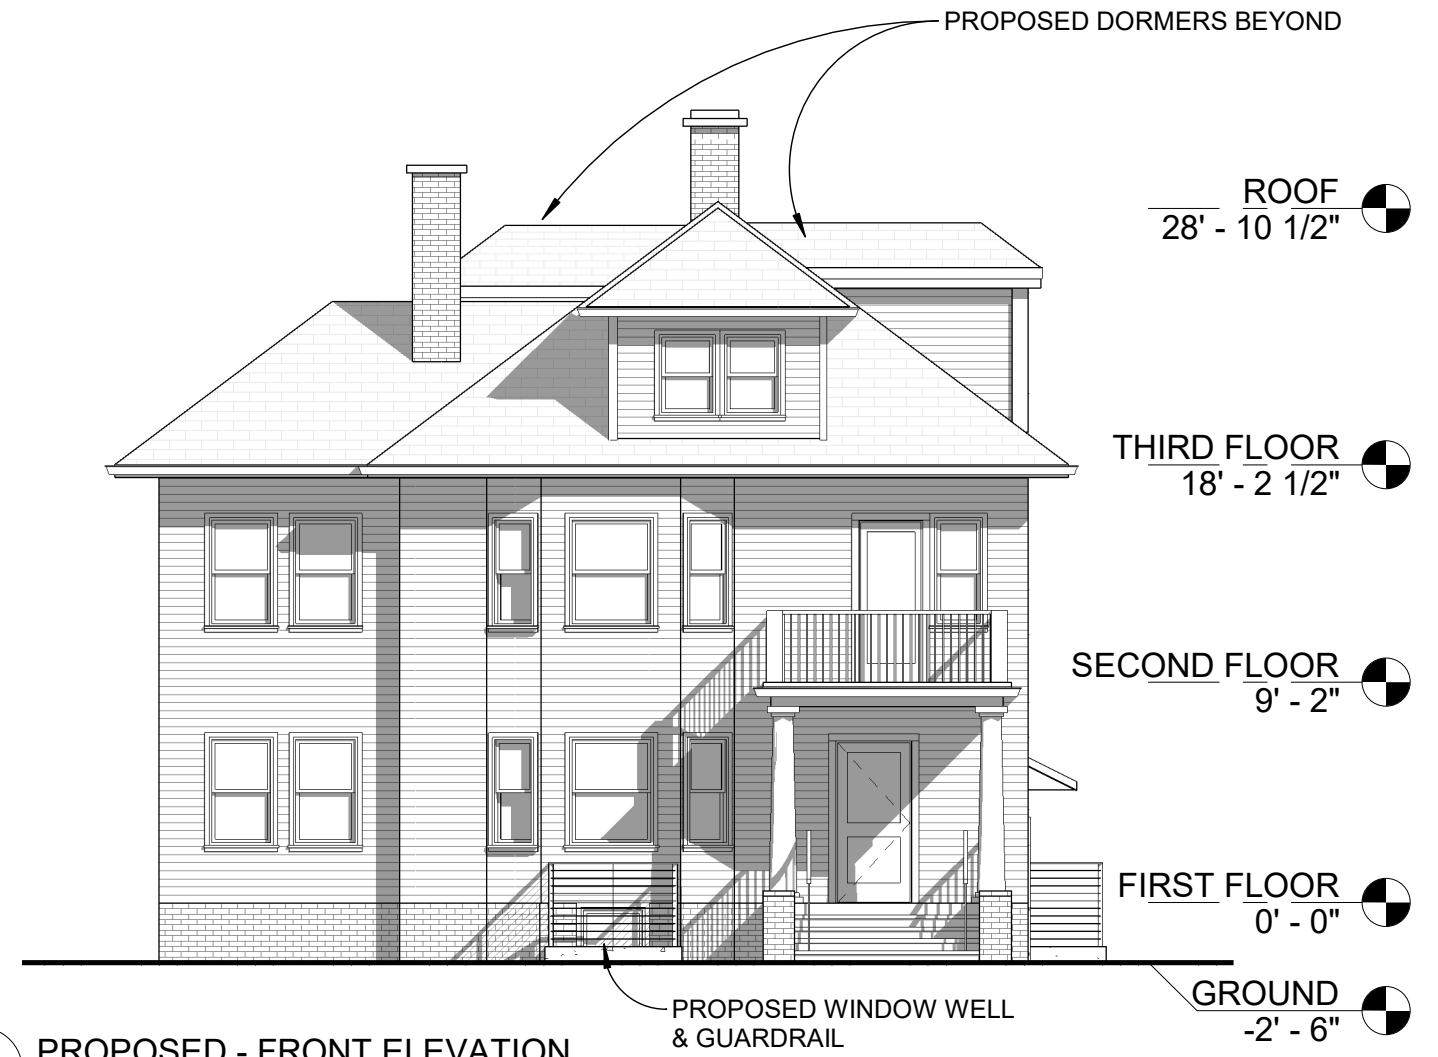 PROPOSED DORMERS BEYOND
ROOF
28' - 10 1/2"
THIRD FLOOR
18' - 2 1/2"
SECOND FLOOR
9' - 2"
FIRST FLOOR
0' - 0"
GROUND
-2' - 6"
PROPOSED WINDOW WELL
& GUARDRAIL
PROPOSED - FRONT ELEVATION